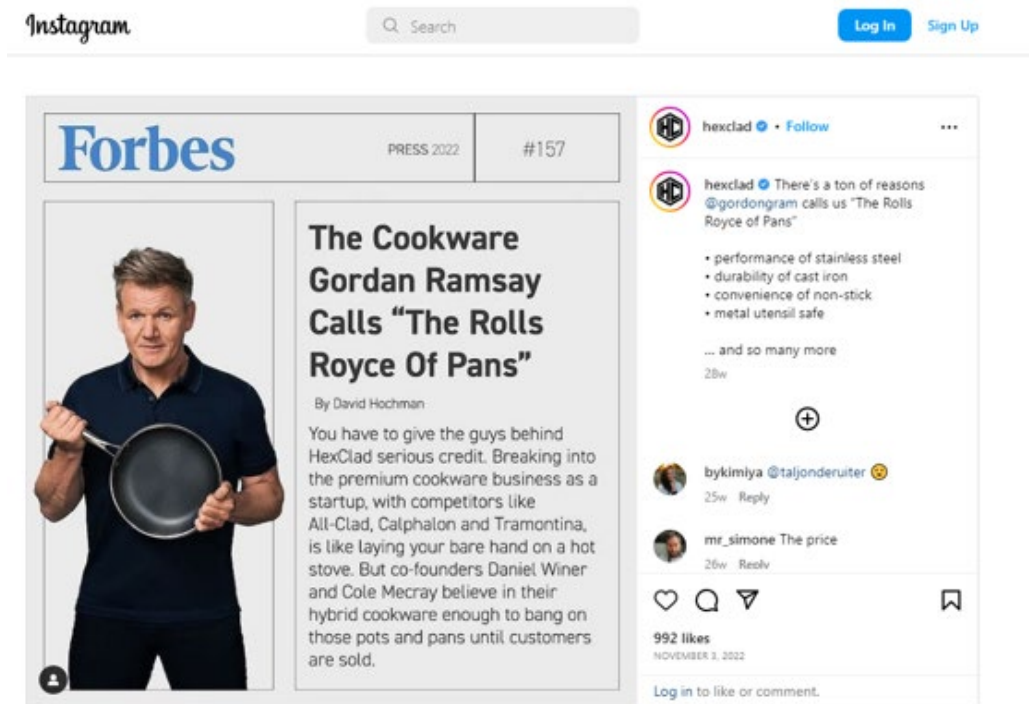 Instagram
Search
Log In
Sign Up
Forbes
PRESS 2022
#157
The Cookware
Gordan Ramsay
Calls “The Rolls
Royce Of Pans”
By David Hochman
You have to give the guys behind
HexClad serious credit. Breaking into
the premium cookware business as a
startup, with competitors like
All-Clad, Calphalon and Tramontina,
is like laying your bare hand on a hot
stove. But co-founders Daniel Winer
and Cole Mecray believe in their
hybrid cookware enough to bang on
those pots and pans until customers
are sold.
HC
hexclad • Follow
HC
hexclad There's a ton of reasons
@gordongram calls us "The Rolls
Royce of Pans"
• performance of stainless steel
• durability of cast iron
• convenience of non-stick
• metal utensil safe
... and so many more
28w
bykimiya @taljonderuiter 😮
25w Reply
mr_simone The price
26w Reply
992 likes
NOVEMBER 3, 2022
Log in to like or comment.